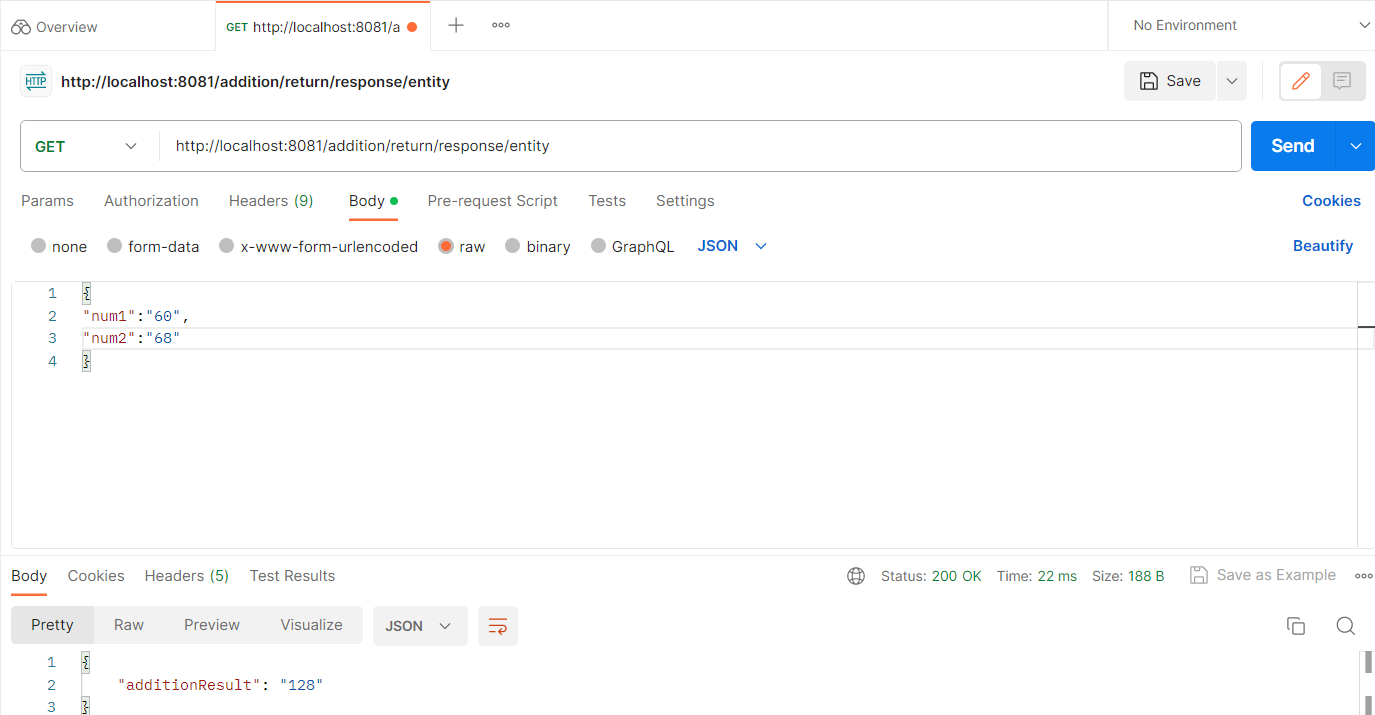 Overview
GET http://localhost:8081/a
No Environment
HTTP
http://localhost:8081/addition/return/response/entity
Save
GET
http://localhost:8081/addition/return/response/entity
Send
Params Authorization Headers (9) Body Pre-request Script Tests Settings Cookies
none form-data x-www-form-urlencoded raw binary GraphQL JSON Beautify
1 {
2 "num1":"60",
3 "num2":"68"
4 }
Body Cookies Headers (5) Test Results Status: 200 OK Time: 22 ms Size: 188 B Save as Example
Pretty Raw Preview Visualize JSON
1 {
2 "additionResult": "128"
3 }